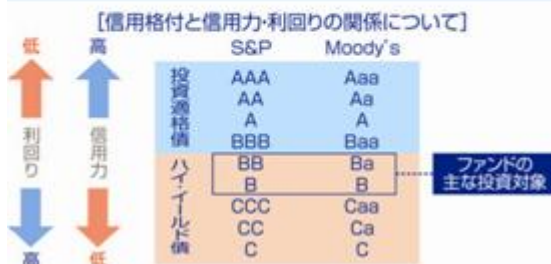 [信用格付と信用力・利回りの関係について]
低 高 S&P Moody's
利回り
信用力
投資適格債
AAA Aaa
AA Aa
A A
BBB Baa
ハイ・イールド債
BB Ba
B B
CCC Caa
CC Ca
C C
ファンドの
主な投資対象
高 低